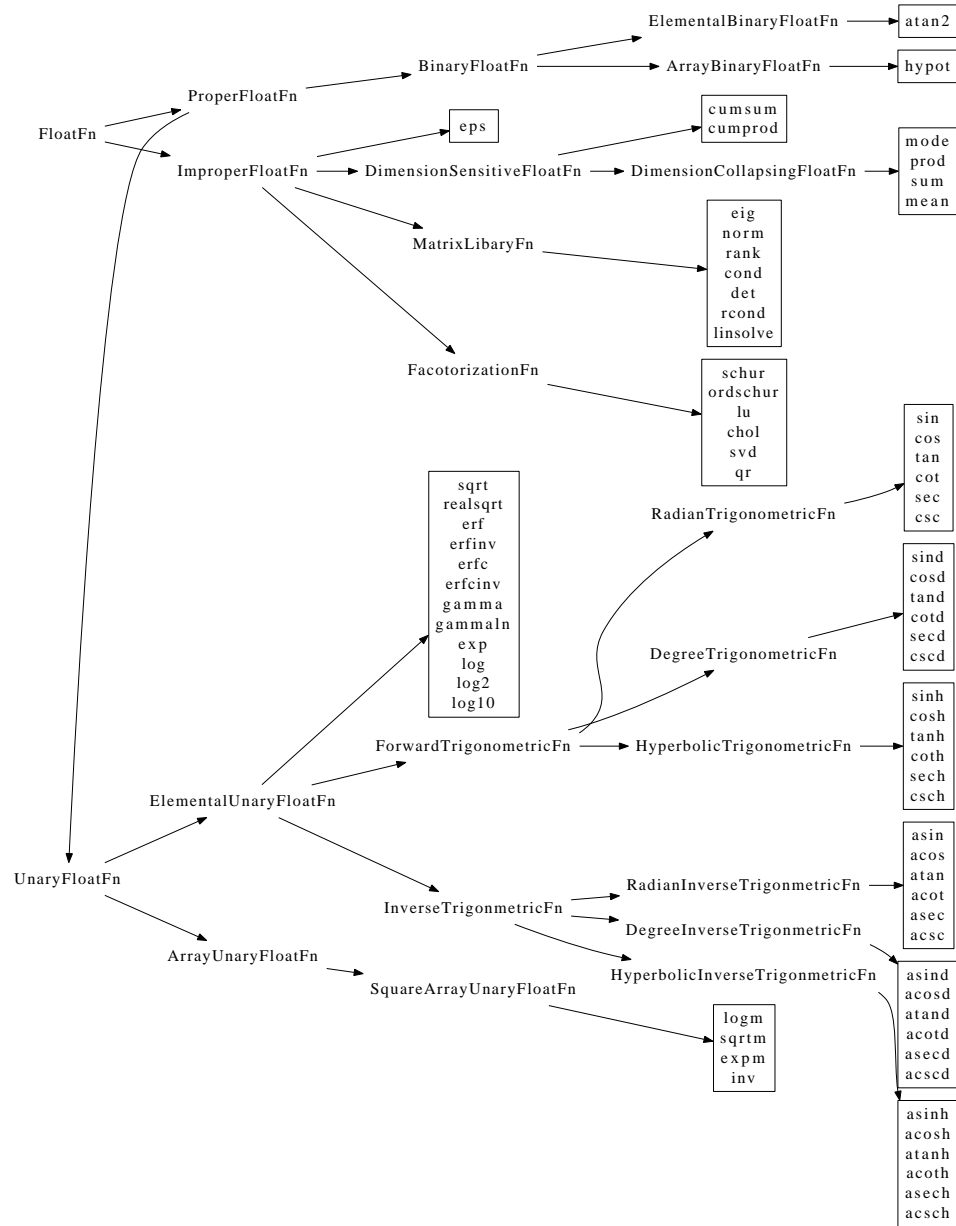 ElementalBinaryFloatFn
atan2
BinaryFloatFn
ArrayBinaryFloatFn
hypot
ProperFloatFn
FloatFn
ImproperFloatFn
eps
cumsum
cumprod
DimensionSensitiveFloatFn
DimensionCollapsingFloatFn
mode
prod
sum
mean
MatrixLibaryFn
eig
norm
rank
cond
det
rcond
linsolve
FacotorizationFn
schur
ordschur
lu
chol
svd
qr
sqrt
realsqrt
erf
erfinv
erfc
erfcinv
gamma
gammaln
exp
log
log2
log10
RadianTrigonometricFn
sin
cos
tan
cot
sec
csc
DegreeTrigonometricFn
sind
cosd
tand
cotd
secd
cscd
ForwardTrigonometricFn
HyperbolicTrigonometricFn
sinh
cosh
tanh
coth
sech
csch
ElementalUnaryFloatFn
UnaryFloatFn
InverseTrigonmetricFn
RadianInverseTrigonmetricFn
asin
acos
atan
acot
asec
acsc
DegreeInverseTrigonmetricFn
ArrayUnaryFloatFn
HyperbolicInverseTrigonmetricFn
asind
acosd
atand
acotd
asecd
acscd
SquareArrayUnaryFloatFn
logm
sqrtm
expm
inv
asinh
acosh
atanh
acoth
asech
acsch